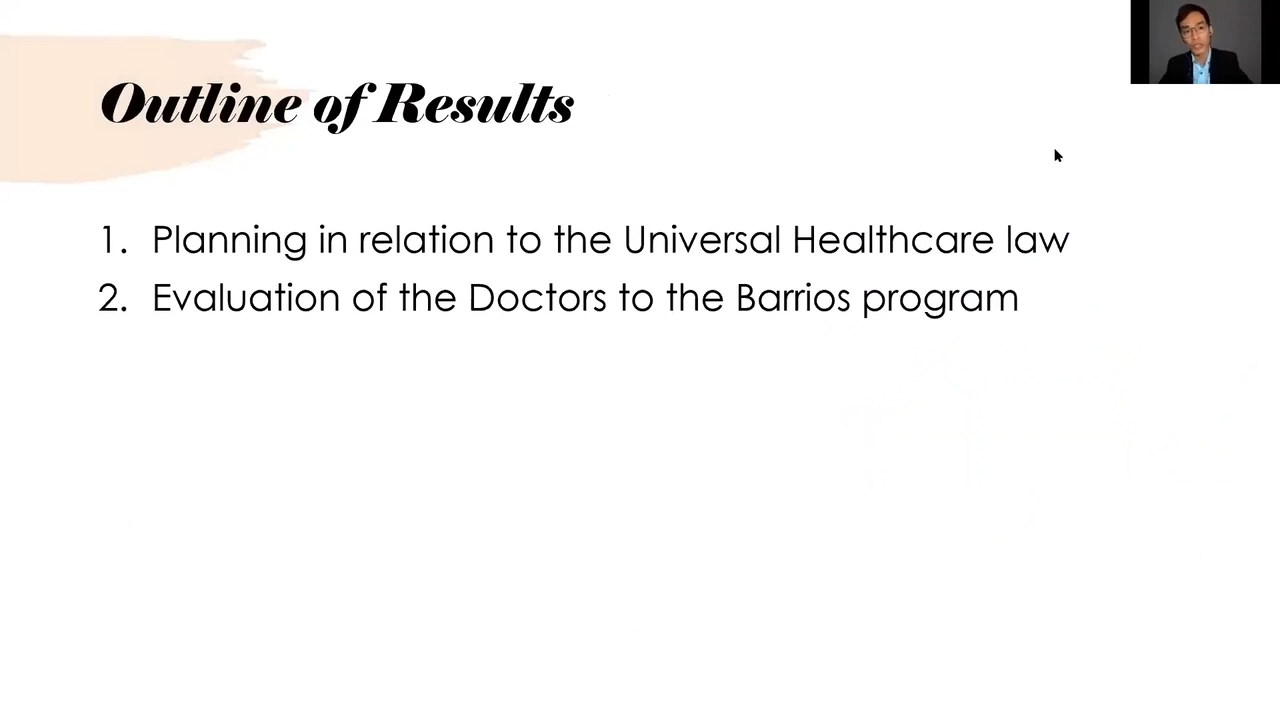 Outline of Results
1. Planning in relation to the Universal Healthcare law
2. Evaluation of the Doctors to the Barrios program